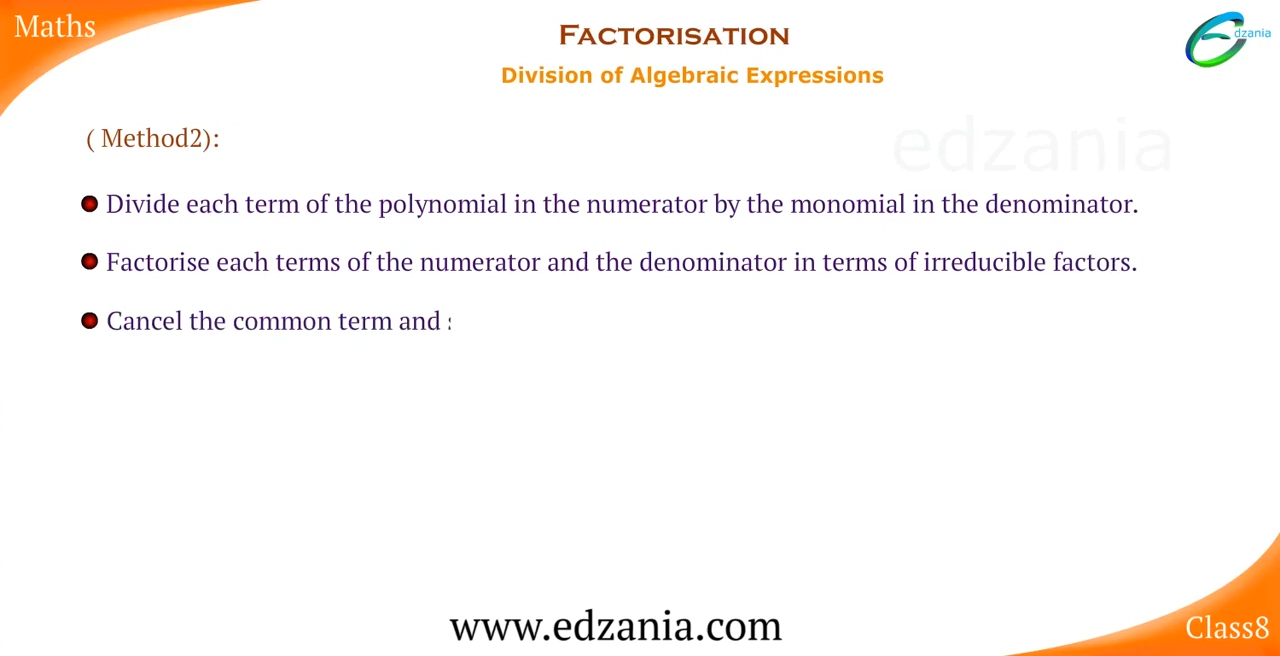 Maths
FACTORISATION
dzania
Division of Algebraic Expressions
( Method2):
edzania
Divide each term of the polynomial in the numerator by the monomial in the denominator.
Factorise each terms of the numerator and the denominator in terms of irreducible factors.
Cancel the common term and
www.edzania.com
Class8